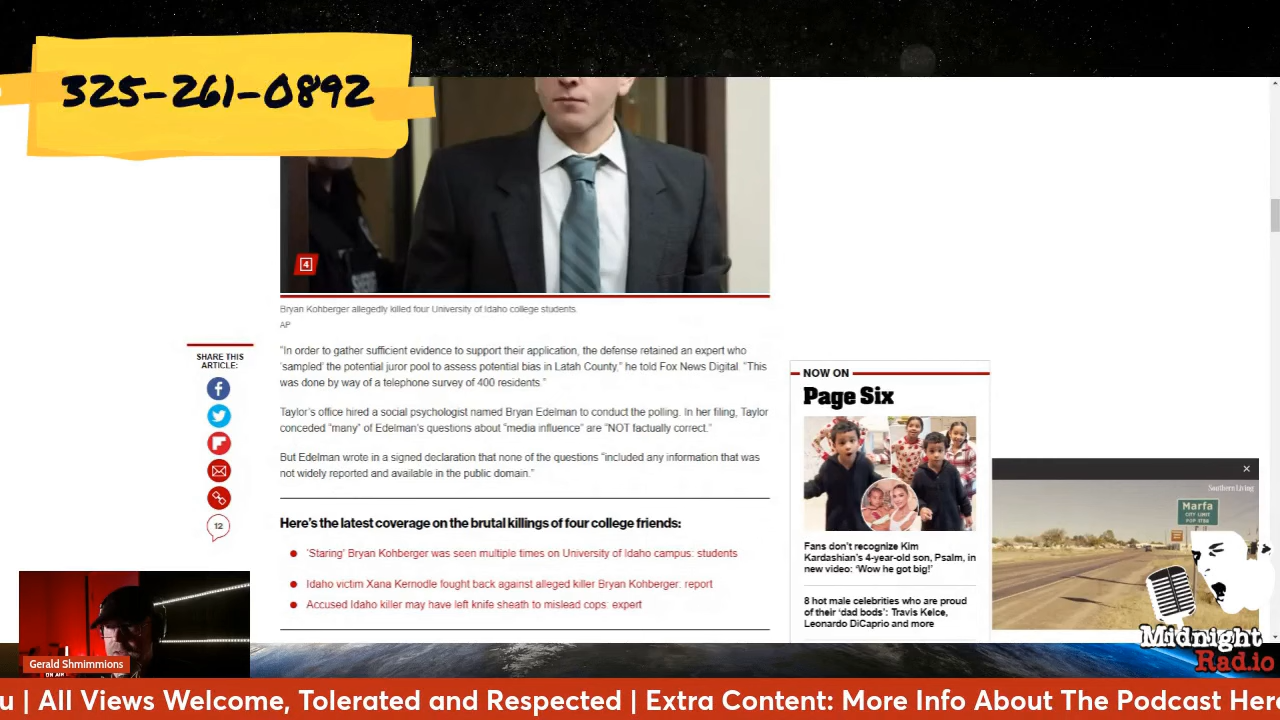 325-261-0892
4
Bryan Kohberger allegedly killed four University of Idaho college students.
AP
SHARE THIS
ARTICLE:
12
"In order to gather sufficient evidence to support their application, the defense retained an expert who
'sampled' the potential juror pool to assess potential bias in Latah County," he told Fox News Digital. "This
was done by way of a telephone survey of 400 residents."
Taylor's office hired a social psychologist named Bryan Edelman to conduct the polling. In her filing, Taylor
conceded "many" of Edelman's questions about "media influence" are "NOT factually correct."
But Edelman wrote in a signed declaration that none of the questions "included any information that was
not widely reported and available in the public domain."
Here's the latest coverage on the brutal killings of four college friends:
'Staring' Bryan Kohberger was seen multiple times on University of Idaho campus: students
Idaho victim Xana Kernodle fought back against alleged killer Bryan Kohberger: report
Accused Idaho killer may have left knife sheath to mislead cops: expert
NOW ON
Page Six
Fans don't recognize Kim
Kardashian's 4-year-old son, Psalm, in
new video: 'Wow he got big!'
8 hot male celebrities who are proud
of their 'dad bods': Travis Kelce,
Leonardo DiCaprio and more
Southern Living
Marfa
CITY LIMIT
POP 3788
Midnight
Rad.io
Gerald Shmimmions
ON AIR
u | All Views Welcome, Tolerated and Respected | Extra Content: More Info About The Podcast Here